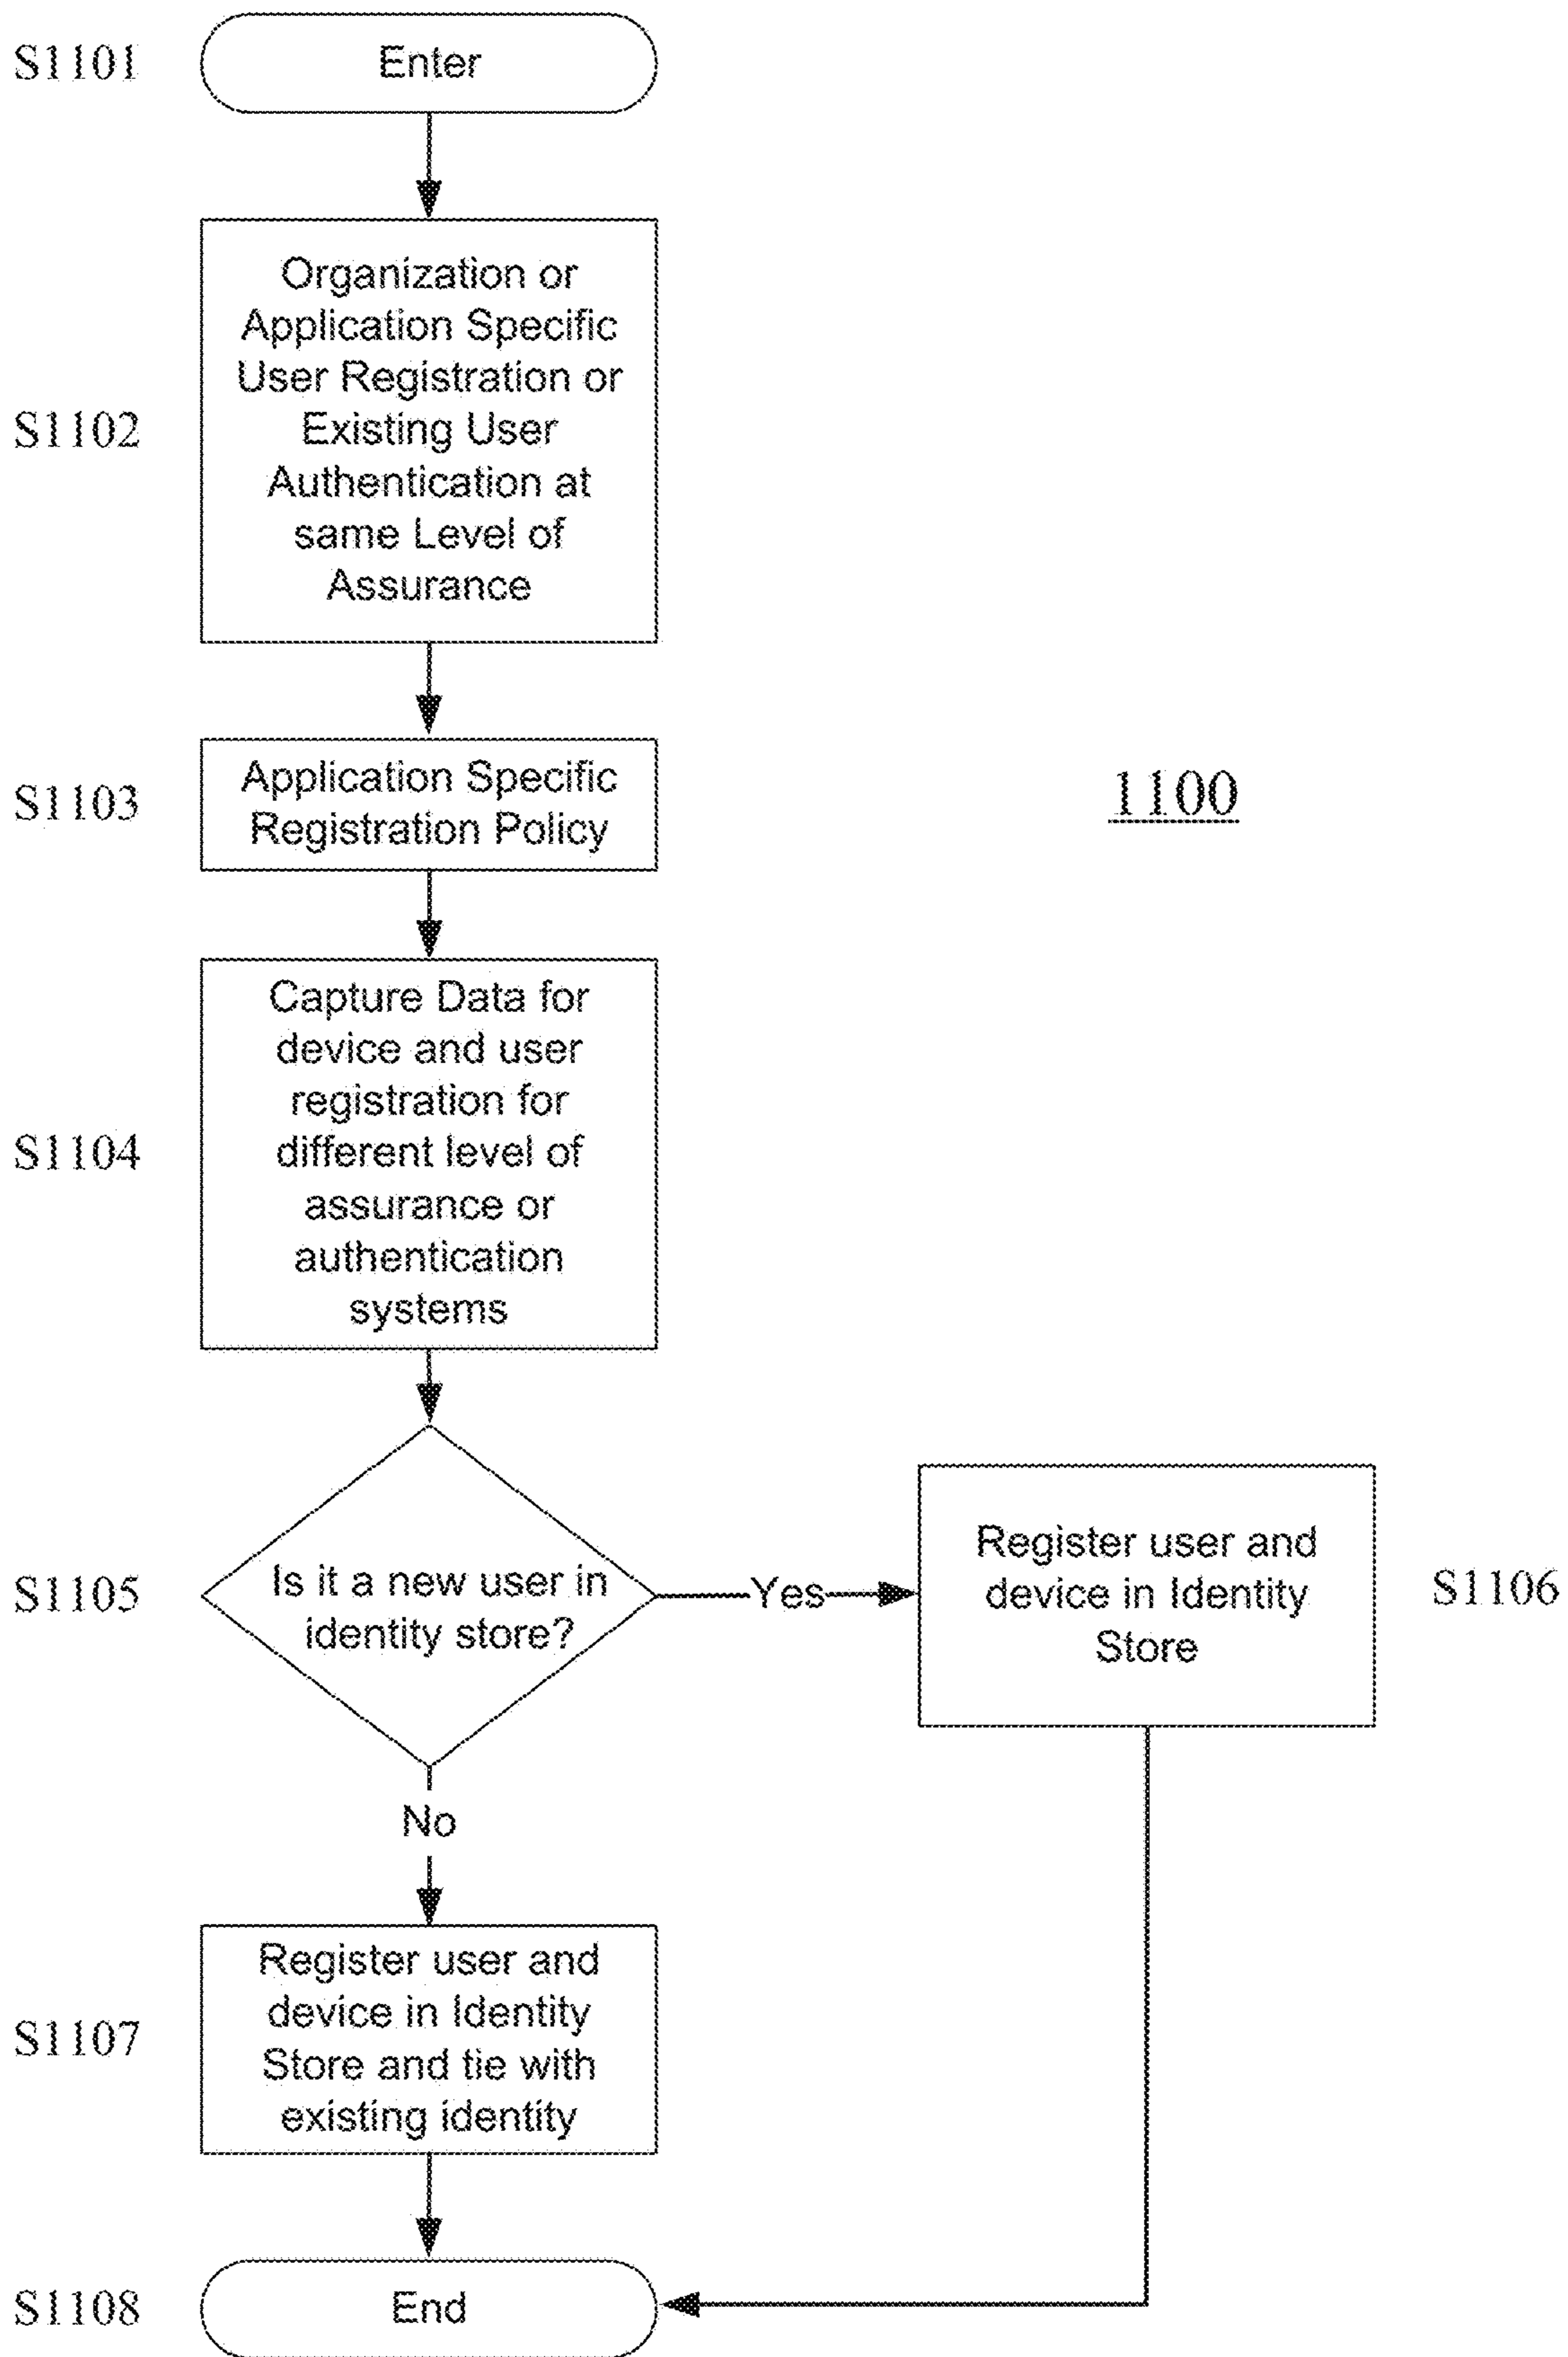 S1101
Enter
S1102
Organization or
Application Specific
User Registration or
Existing User
Authentication at
same Level of
Assurance
S1103
Application Specific
Registration Policy
1100
S1104
Capture Data for
device and user
registration for
different level of
assurance or
authentication
systems
S1105
Is it a new user in
identity store?
Yes
Register user and
device in Identity
Store
S1106
No
S1107
Register user and
device in Identity
Store and tie with
existing identity
S1108
End